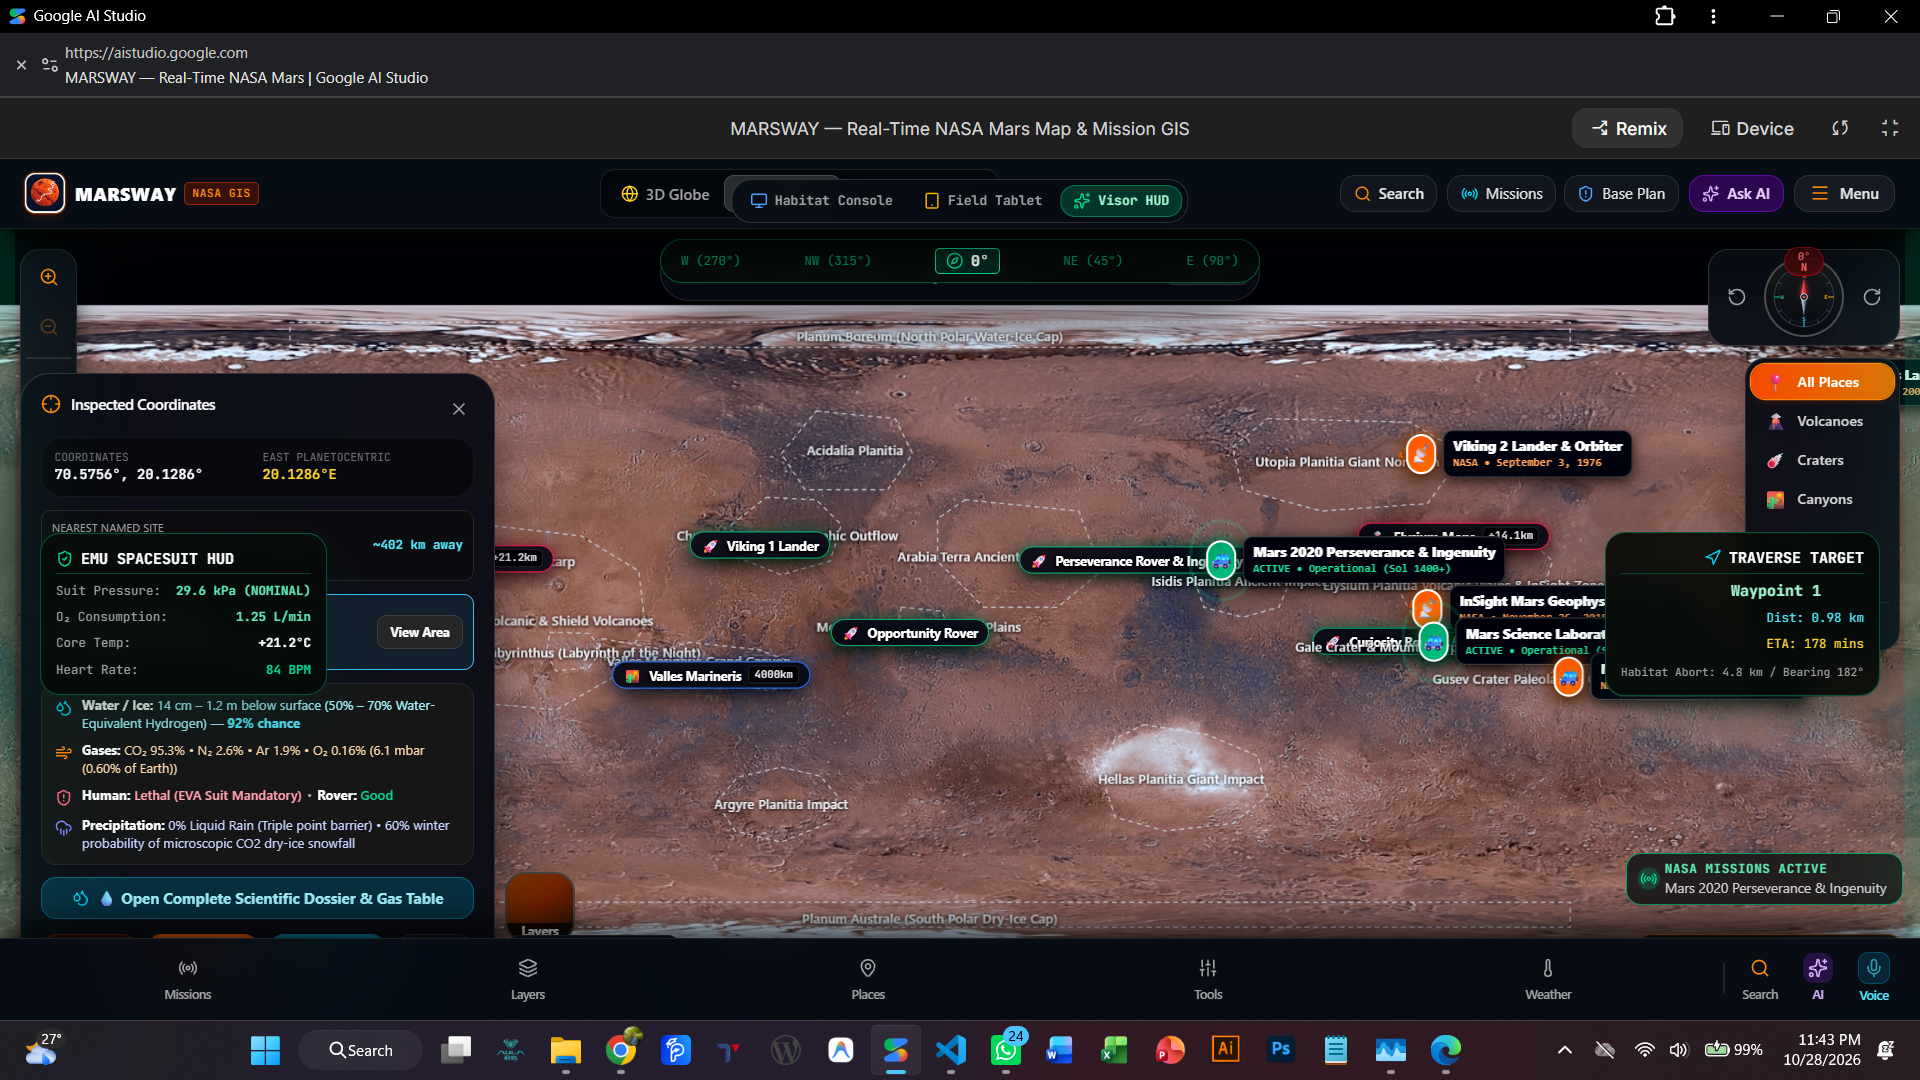 Google AI Studio
https://aistudio.google.com
MARSWAY — Real-Time NASA Mars | Google AI Studio
MARSWAY — Real-Time NASA Mars Map & Mission GIS
Remix
Device
MARSWAY
NASA GIS
3D Globe
Habitat Console
Field Tablet
Visor HUD
Search
Missions
Base Plan
Ask AI
Menu
W (270°)
NW (315°)
0°
NE (45°)
E (90°)
0°
N
Planum Boreum (North Polar Water-Ice Cap)
Inspected Coordinates
COORDINATES
70.5756°, 20.1286°
EAST PLANETOCENTRIC
20.1286°E
NEAREST NAMED SITE
~402 km away
EMU SPACESUIT HUD
Suit Pressure: 29.6 kPa (NOMINAL)
O₂ Consumption: 1.25 L/min
Core Temp: +21.2°C
Heart Rate: 84 BPM
View Area
Water / Ice: 14 cm – 1.2 m below surface (50% – 70% Water-
Equivalent Hydrogen) — 92% chance
Gases: CO₂ 95.3% • N₂ 2.6% • Ar 1.9% • O₂ 0.16% (6.1 mbar
(0.60% of Earth))
Human: Lethal (EVA Suit Mandatory) • Rover: Good
Precipitation: 0% Liquid Rain (Triple point barrier) • 60% winter
probability of microscopic CO2 dry-ice snowfall
Open Complete Scientific Dossier & Gas Table
Acidalia Planitia
Utopia Planitia Giant
Viking 2 Lander & Orbiter
NASA • September 3, 1976
All Places
Volcanoes
Craters
Canyons
Viking 1 Lander
hic Outflow
+21.2km
arp
Arabia Terra Ancient
Perseverance Rover & Ing
Mars 2020 Perseverance & Ingenuity
ACTIVE • Operational (Sol 1400+)
+14.1km
Isidis Planitia Ancient Impact
olcanic & Shield Volcanoes
Opportunity Rover
lains
InSight Mars Geophys
Mars Science Laborat
ACTIVE • Operational (S
Curiosity R
Gale Crater & Moun
byrinthus (Labyrinth of the Night)
Valles Marineris
4000km
Gusev Crater Paleola
TRAVERSE TARGET
Waypoint 1
Dist: 0.98 km
ETA: 178 mins
Habitat Abort: 4.8 km / Bearing 182°
Hellas Planitia Giant Impact
Argyre Planitia Impact
NASA MISSIONS ACTIVE
Mars 2020 Perseverance & Ingenuity
Layers
Planum Australe (South Polar Dry-Ice Cap)
Missions
Layers
Places
Tools
Weather
Search
AI
Voice
27°
Search
24
99%
11:43 PM
10/28/2026